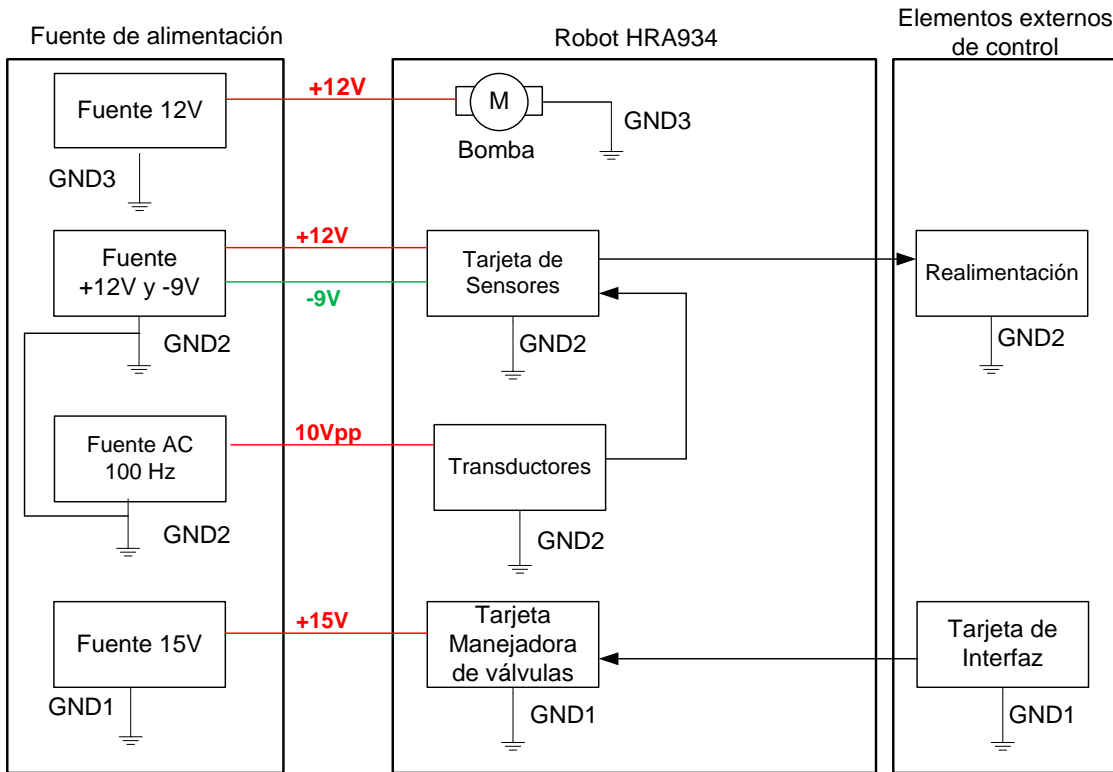 Fuente de alimentación
Robot HRA934
Elementos externos
de control
Fuente 12V
GND3
+12V
M
Bomba
GND3
Fuente
+12V y -9V
GND2
+12V
-9V
Tarjeta de
Sensores
GND2
Realimentación
GND2
Fuente AC
100 Hz
GND2
10Vpp
Transductores
GND2
Fuente 15V
GND1
+15V
Tarjeta
Manejadora
de válvulas
GND1
Tarjeta de
Interfaz
GND1